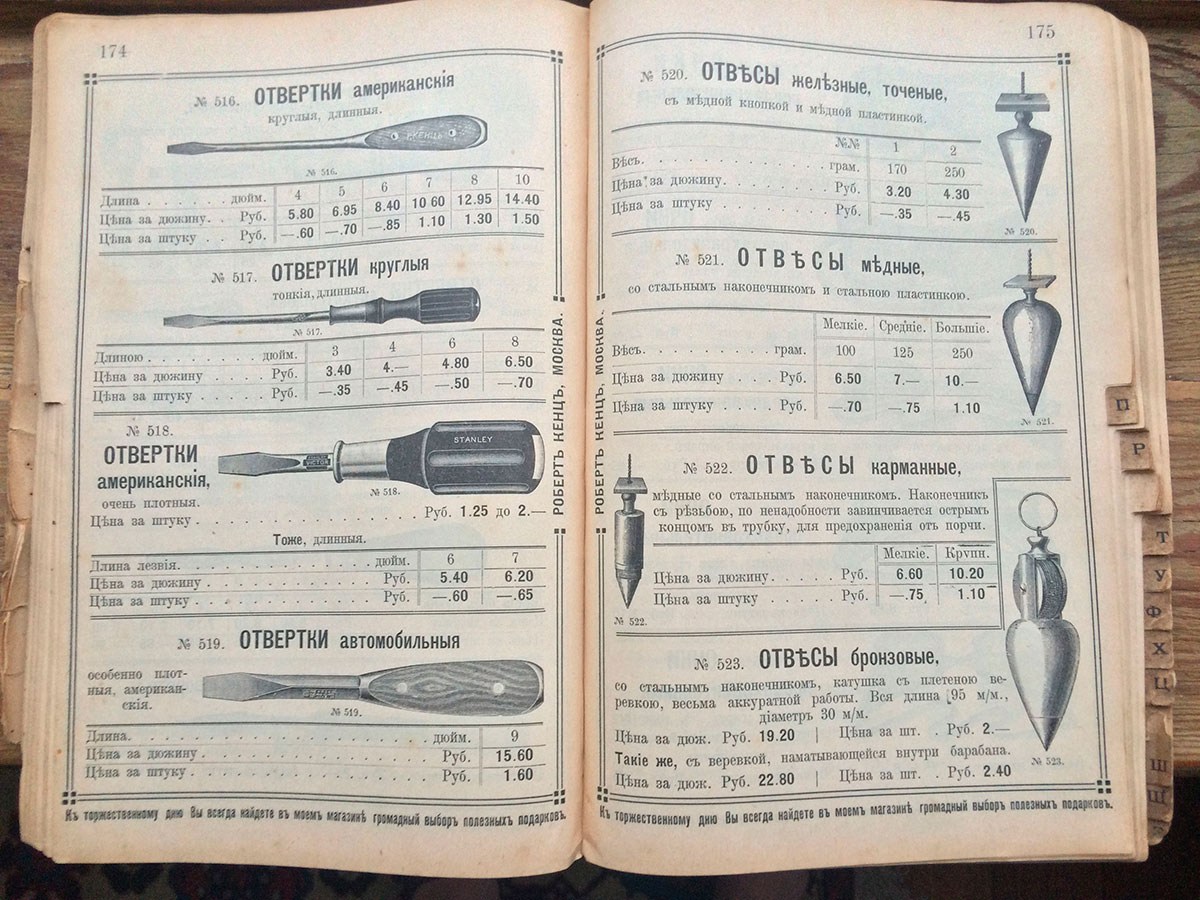 174
№ 516. ОТВЕРТКИ американскія
круглыя, длинныя.
Р.КЕНЦЪ
№ 516.
Длина . . . . . . дюйм. 4 5 6 7 8 10
Цѣна за дюжину. . Руб. 5.80 6.95 8.40 10 60 12.95 14.40
Цѣна за штуку . . Руб. —.60 —.70 —.85 1.10 1.30 1.50
№ 517. ОТВЕРТКИ круглыя
тонкія, длинныя.
№ 517.
Длиною . . . . . . . . дюйм. 3 4 6 8
Цѣна за дюжину . . . . Руб. 3.40 4.— 4.80 6.50
Цѣна за штуку . . . . . Руб. —.35 —.45 —.50 —.70
№ 518.
ОТВЕРТКИ
американскія,
очень плотныя.
STANLEY
№ 518.
Цѣна за штуку . . . . . . . . . . . . . . . . . Руб. 1.25 до 2.—
Тоже, длинныя.
Длина лезвія. . . . . . . . . . . . . . . . дюйм. 6 7
Цѣна за дюжину . . . . . . . . . . . . . . Руб. 5.40 6.20
Цѣна за штуку . . . . . . . . . . . . . . . Руб. —.60 —.65
№ 519. ОТВЕРТКИ автомобильныя
особенно плот-
ныя, американ-
скія.
№ 519.
Длина. . . . . . . . . . . . . . . . . . . . . . дюйм. 9
Цѣна за дюжину . . . . . . . . . . . . . . . . . Руб. 15.60
Цѣна за штуку . . . . . . . . . . . . . . . . . . Руб. 1.60
РОБЕРТЪ КЕНЦЪ, МОСКВА.
Къ торжественному дню Вы всегда найдете въ моемъ магазинѣ громадный выборъ полезныхъ подарковъ.
175
№ 520. ОТВѢСЫ желѣзные, точеные,
съ мѣдной кнопкой и мѣдной пластинкой.
№№ 1 2
Вѣсъ. . . . . . . . . . . . . . грам. 170 250
Цѣна за дюжину. . . . . . . Руб. 3.20 4.30
Цѣна за штуку . . . . . . . . Руб. —.35 —.45
№ 520.
№ 521. ОТВѢСЫ мѣдные,
со стальнымъ наконечникомъ и стальною пластинкою.
Мелкіе. Средніе. Большіе.
Вѣсъ. . . . . . . . . . грам. 100 125 250
Цѣна за дюжину . . . Руб. 6.50 7.— 10.—
Цѣна за штуку . . . . Руб. —.70 —.75 1.10
№ 521.
№ 522. ОТВѢСЫ карманные,
мѣдные со стальнымъ наконечникомъ. Наконечникъ
съ рѣзьбою, по ненадобности завинчивается острымъ
концомъ въ трубку, для предохраненія отъ порчи.
Мелкіе. Крупн.
Цѣна за дюжину. . . . . . Руб. 6.60 10.20
Цѣна за штуку . . . . . . . Руб. —.75 1.10
№ 522.
№ 523. ОТВѢСЫ бронзовые,
со стальнымъ наконечникомъ, катушка съ плетеною ве-
ревкою, весьма аккуратной работы. Вся длина 95 м/м.,
діаметръ 30 м/м.
Цѣна за дюж. Руб. 19.20 | Цѣна за шт. . Руб. 2.—
Такіе же, съ веревкой, наматывающейся внутри барабана.
Цѣна за дюж. Руб. 22.80 | Цѣна за шт. . Руб. 2.40
№ 523.
РОБЕРТЪ КЕНЦЪ, МОСКВА.
Къ торжественному дню Вы всегда найдете въ моемъ магазинѣ громадный выборъ полезныхъ подарковъ.
П
Р
Т
У
Ф
Х
Ц
Ш
Щ